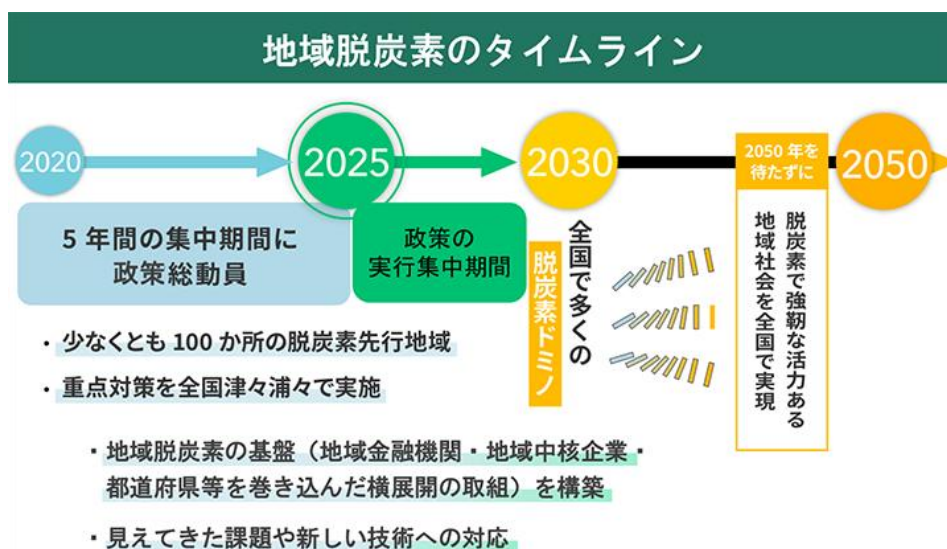 地域脱炭素のタイムライン
2020
2025
2030
2050年を
待たずに
2050
5年間の集中期間に
政策総動員
政策の
実行集中期間
全国で多くの
脱炭素ドミノ
脱炭素で強靭な活力ある
地域社会を全国で実現
・少なくとも100か所の脱炭素先行地域
・重点対策を全国津々浦々で実施
・地域脱炭素の基盤（地域金融機関・地域中核企業・
都道府県等を巻き込んだ横展開の取組）を構築
・見えてきた課題や新しい技術への対応